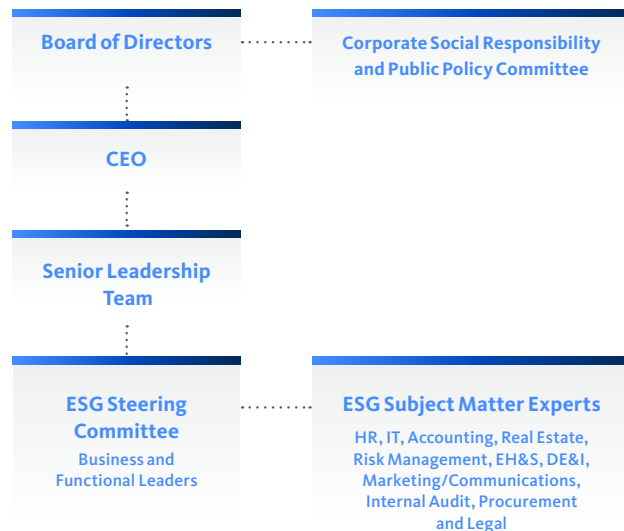 Board of Directors
Corporate Social Responsibility
and Public Policy Committee
CEO
Senior Leadership
Team
ESG Steering
Committee
Business and
Functional Leaders
ESG Subject Matter Experts
HR, IT, Accounting, Real Estate,
Risk Management, EH&S, DE&I,
Marketing/Communications,
Internal Audit, Procurement
and Legal